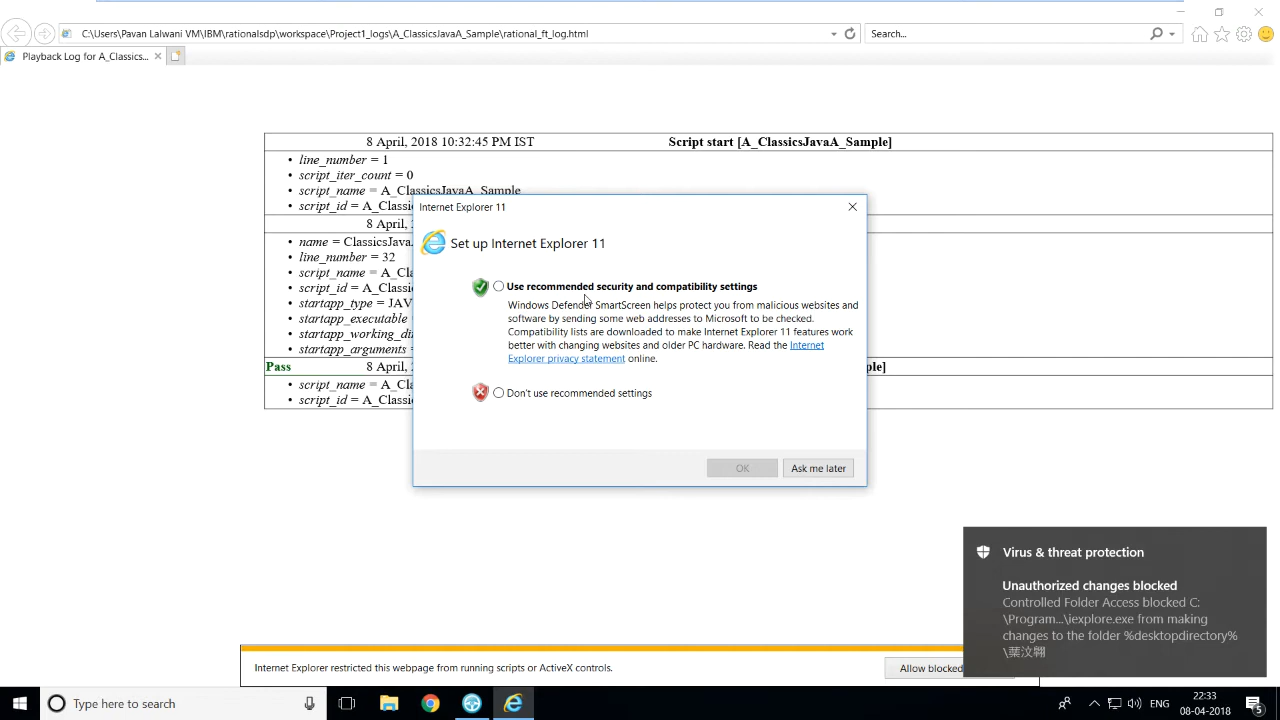 C:\Users\Pavan Lalwani VM\IBM\rationalsdp\workspace\Project1_logs\A_ClassicsJavaA_Sample\rational_ft_log.html
Search...
Playback Log for A_Classics...
8 April, 2018 10:32:45 PM IST Script start [A_ClassicsJavaA_Sample]
• line_number = 1
• script_iter_count = 0
• script_name = A_ClassicsJavaA_Sample
• script_id = A_Classi
8 April,
• name = ClassicsJava
• line_number = 32
• script_name = A_Cl
• script_id = A_Classi
• startapp_type = JAV
• startapp_executable
• startapp_working_di
• startapp_arguments =
Pass 8 April, ple]
• script_name = A_Cl
• script_id = A_Classi
Internet Explorer 11
Set up Internet Explorer 11
Use recommended security and compatibility settings
Windows Defender SmartScreen helps protect you from malicious websites and
software by sending some web addresses to Microsoft to be checked.
Compatibility lists are downloaded to make Internet Explorer 11 features work
better with changing websites and older PC hardware. Read the Internet
Explorer privacy statement online.
Don't use recommended settings
OK Ask me later
Virus & threat protection
Unauthorized changes blocked
Controlled Folder Access blocked C:
\Program...\iexplore.exe from making
changes to the folder %desktopdirectory%
Internet Explorer restricted this webpage from running scripts or ActiveX controls.
Allow blocked
Type here to search
ENG
22:33
08-04-2018
5